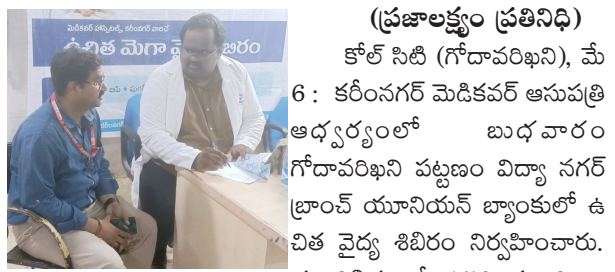 మెడికవర్ హాస్పిటల్స్, కరీంనగర్ వారిచే
ఉచిత మెగా
(ప్రజాలక్ష్యం ప్రతినిధి)
కోల్ సిటి (గోదావరిఖని), మే
6 : కరీంనగర్ మెడికవర్ ఆసుపత్రి
ఆధ్వర్యంలో బుధవారం
గోదావరిఖని పట్టణం విద్యా నగర్
బ్రాంచ్ యూనియన్ బ్యాంకులో ఉ
చిత వైద్య శిబిరం నిర్వహించారు.